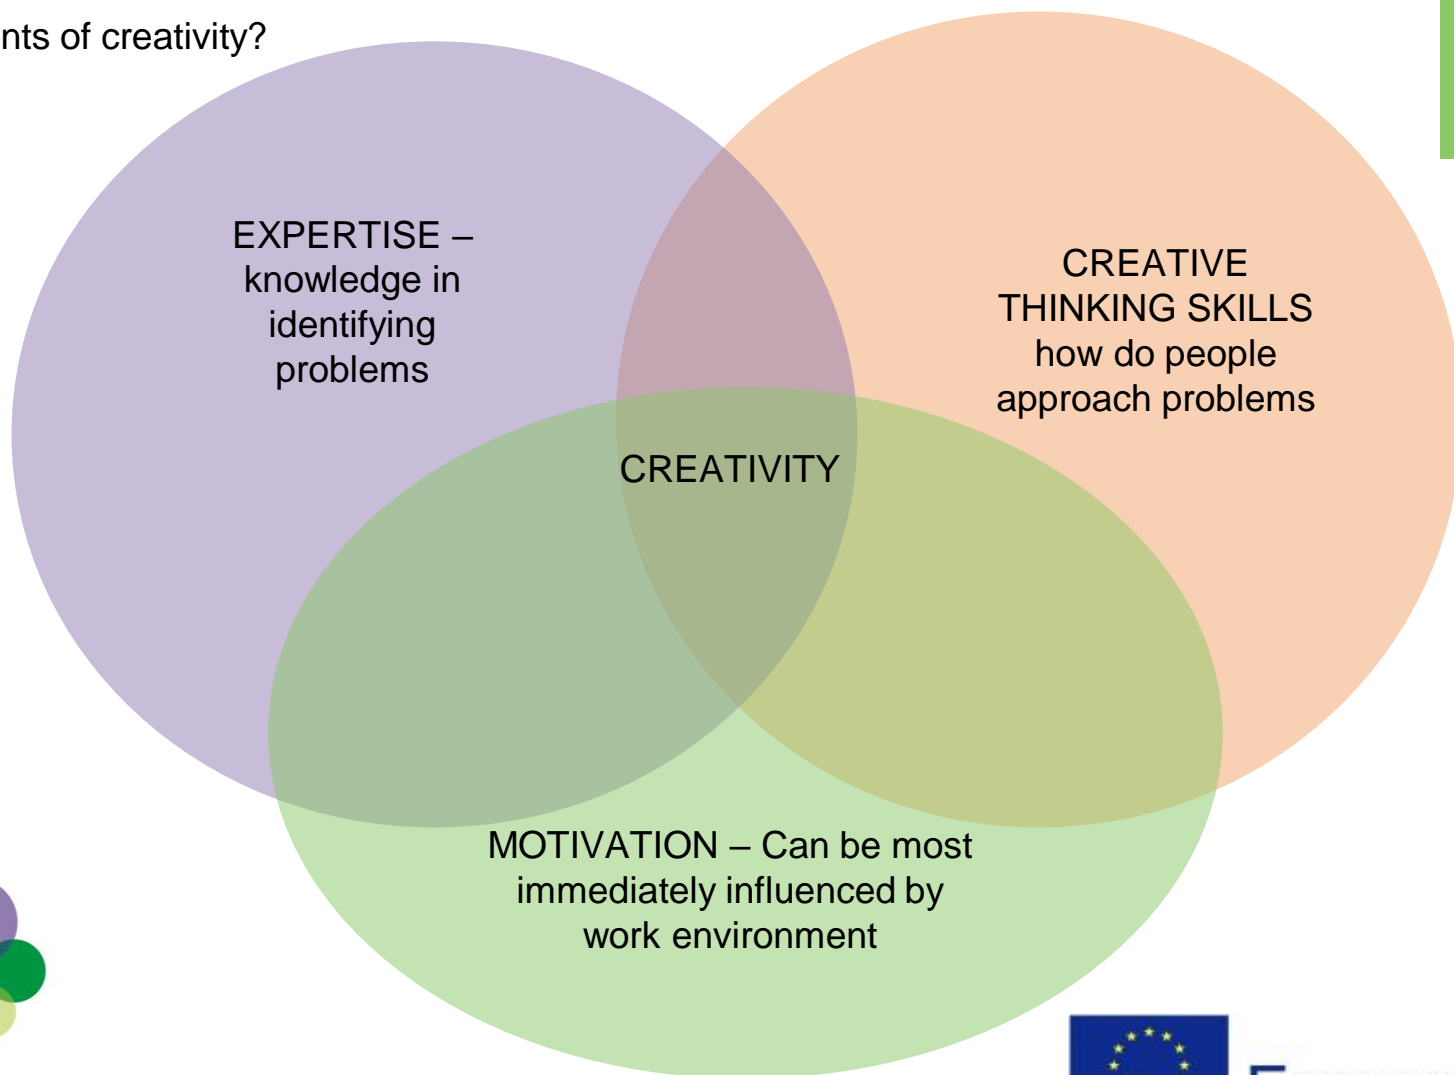 of creativity?
EXPERTISE –
knowledge in
identifying
problems
CREATIVE
THINKING SKILLS
how do people
approach problems
CREATIVITY
MOTIVATION – Can be most
immediately influenced by
work environment